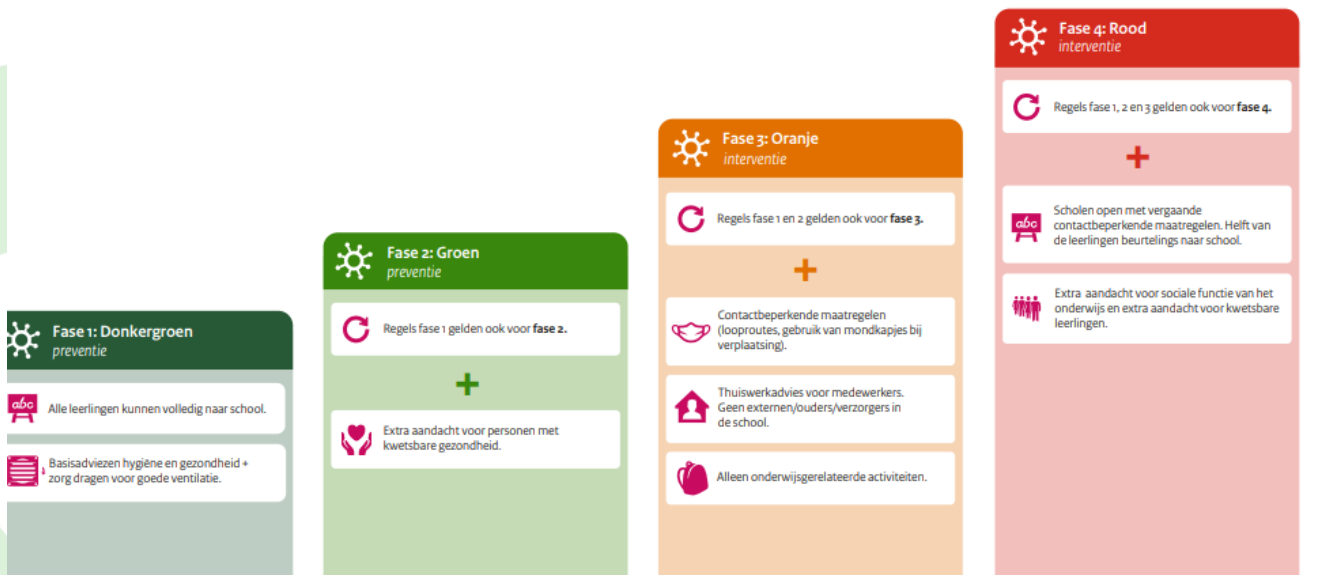 Fase 1: Donkergroen
preventie
abc
Alle leerlingen kunnen volledig naar school.
Basisadviezen hygiëne en gezondheid +
zorg dragen voor goede ventilatie.
Fase 2: Groen
preventie
Regels fase 1 gelden ook voor fase 2.
+
Extra aandacht voor personen met
kwetsbare gezondheid.
Fase 3: Oranje
interventie
Regels fase 1 en 2 gelden ook voor fase 3.
+
Contactbeperkende maatregelen
(looproutes, gebruik van mondkapjes bij
verplaatsing).
Thuiswerkadvies voor medewerkers.
Geen externen/ouders/verzorgers in
de school.
Alleen onderwijsgerelateerde activiteiten.
Fase 4: Rood
interventie
Regels fase 1, 2 en 3 gelden ook voor fase 4.
+
abc
Scholen open met vergaande
contactbeperkende maatregelen. Helft van
de leerlingen beurtelings naar school.
Extra aandacht voor sociale functie van het
onderwijs en extra aandacht voor kwetsbare
leerlingen.